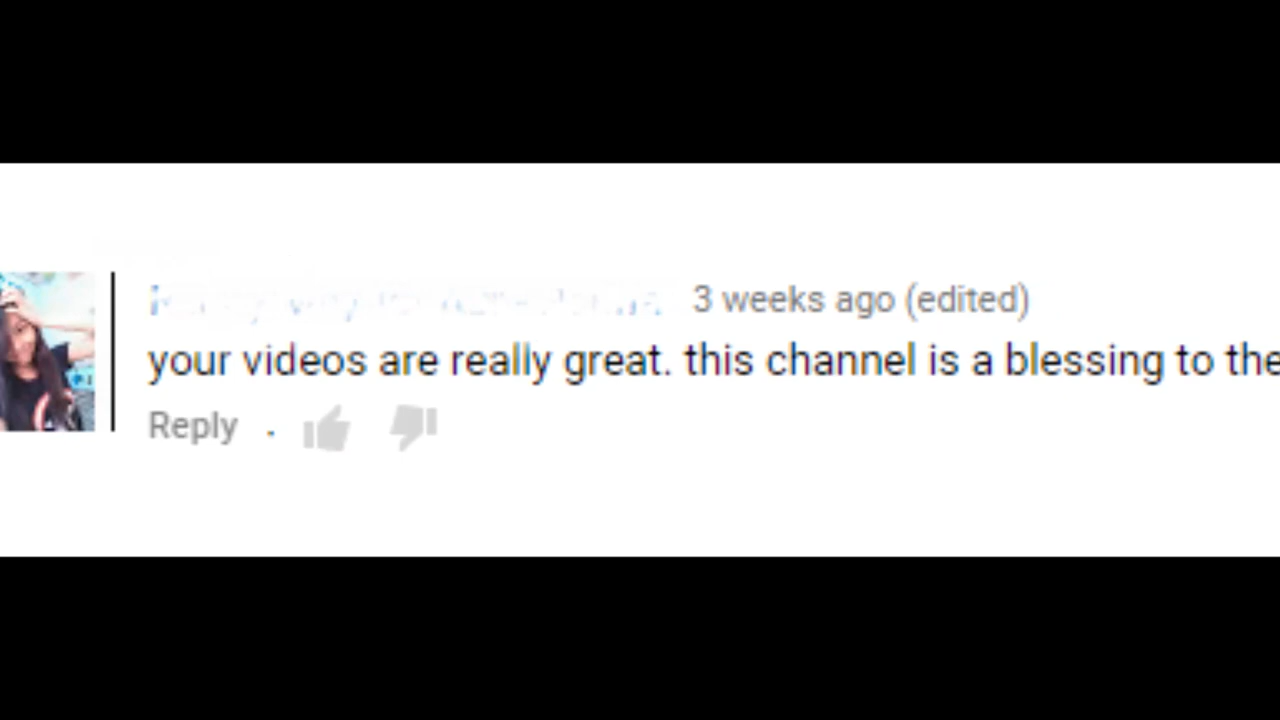 3 weeks ago (edited)
your videos are really great. this channel is a blessing to the
Reply